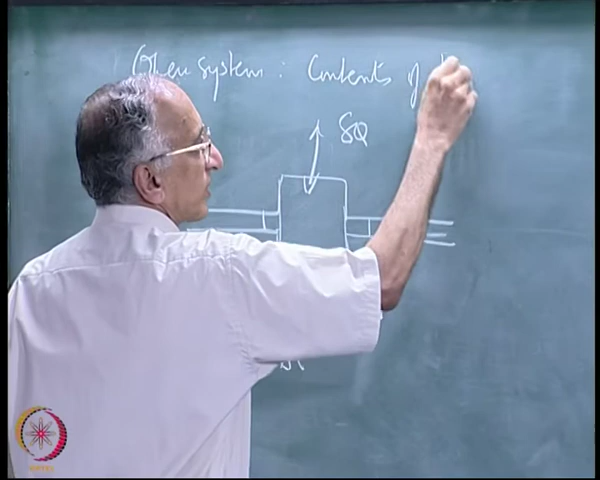 Open system : Contents of
δQ